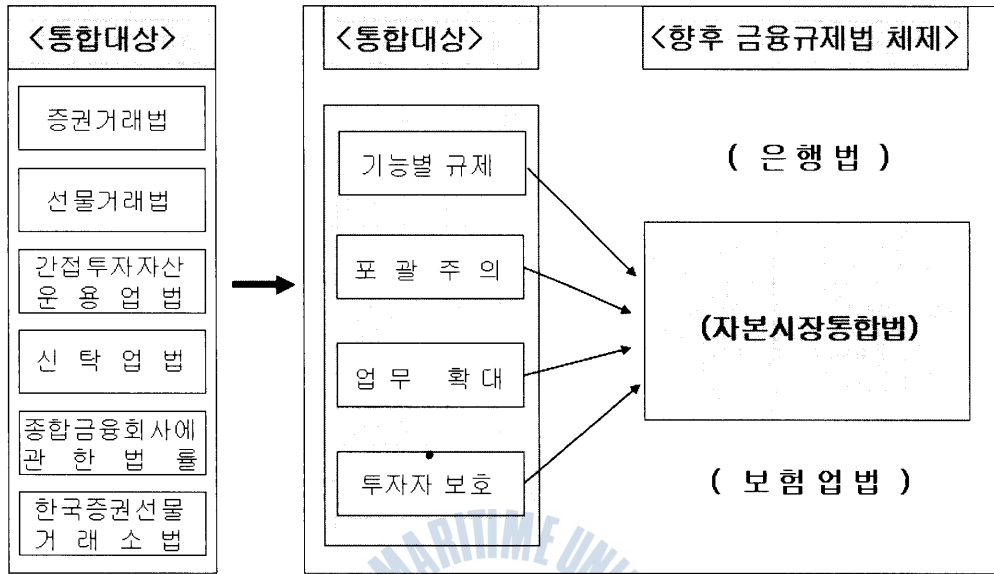 <통합대상>
증권거래법
선물거래법
간접투자자산
운 용 업 법
신 탁 업 법
종합금융회사에
관 한 법 률
한국증권선물
거 래 소 법
<통합대상>
기능별 규제
포 괄 주 의
업 무 확 대
투자자 보호
<향후 금융규제법 체제>
( 은 행 법 )
(자본시장통합법)
( 보 험 업 법 )
MARITIME UN